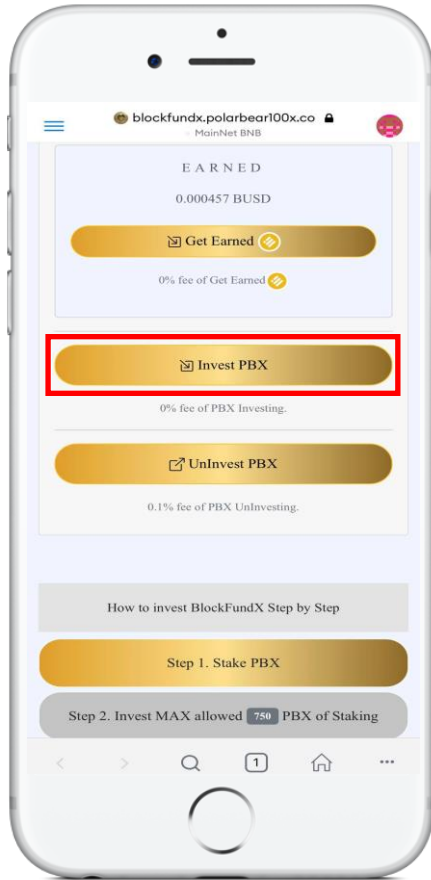 blockfundx.polarbear100x.co
MainNet BNB
EARNED
0.000457 BUSD
Get Earned
0% fee of Get Earned
Invest PBX
0% fee of PBX Investing.
UnInvest PBX
0.1% fee of PBX UnInvesting.
How to invest BlockFundX Step by Step
Step 1. Stake PBX
Step 2. Invest MAX allowed 750 PBX of Staking
1